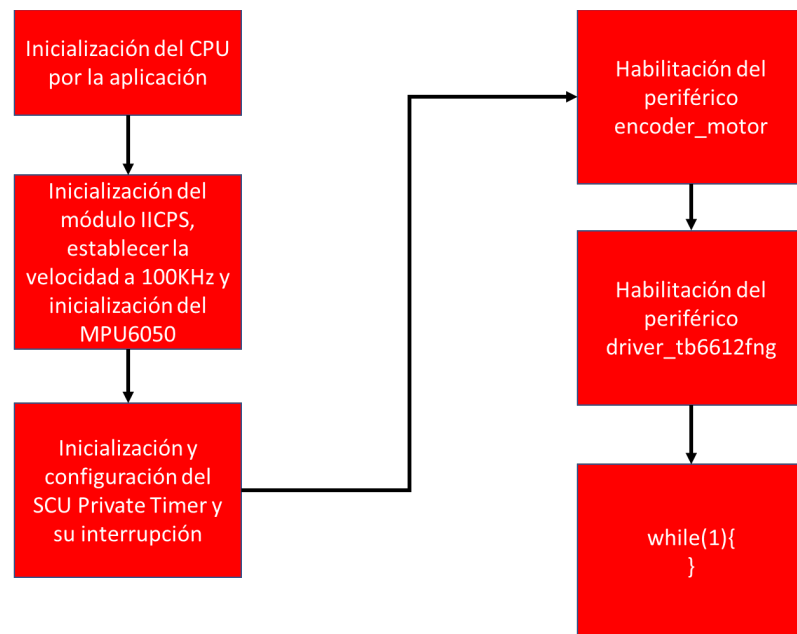 Inicialización del CPU
por la aplicación
Inicialización del
módulo IICPS,
establecer la
velocidad a 100KHz y
inicialización del
MPU6050
Inicialización y
configuración del
SCU Private Timer y
su interrupción
Habilitación del
periférico
encoder_motor
Habilitación del
periférico
driver_tb6612fng
while(1){
}